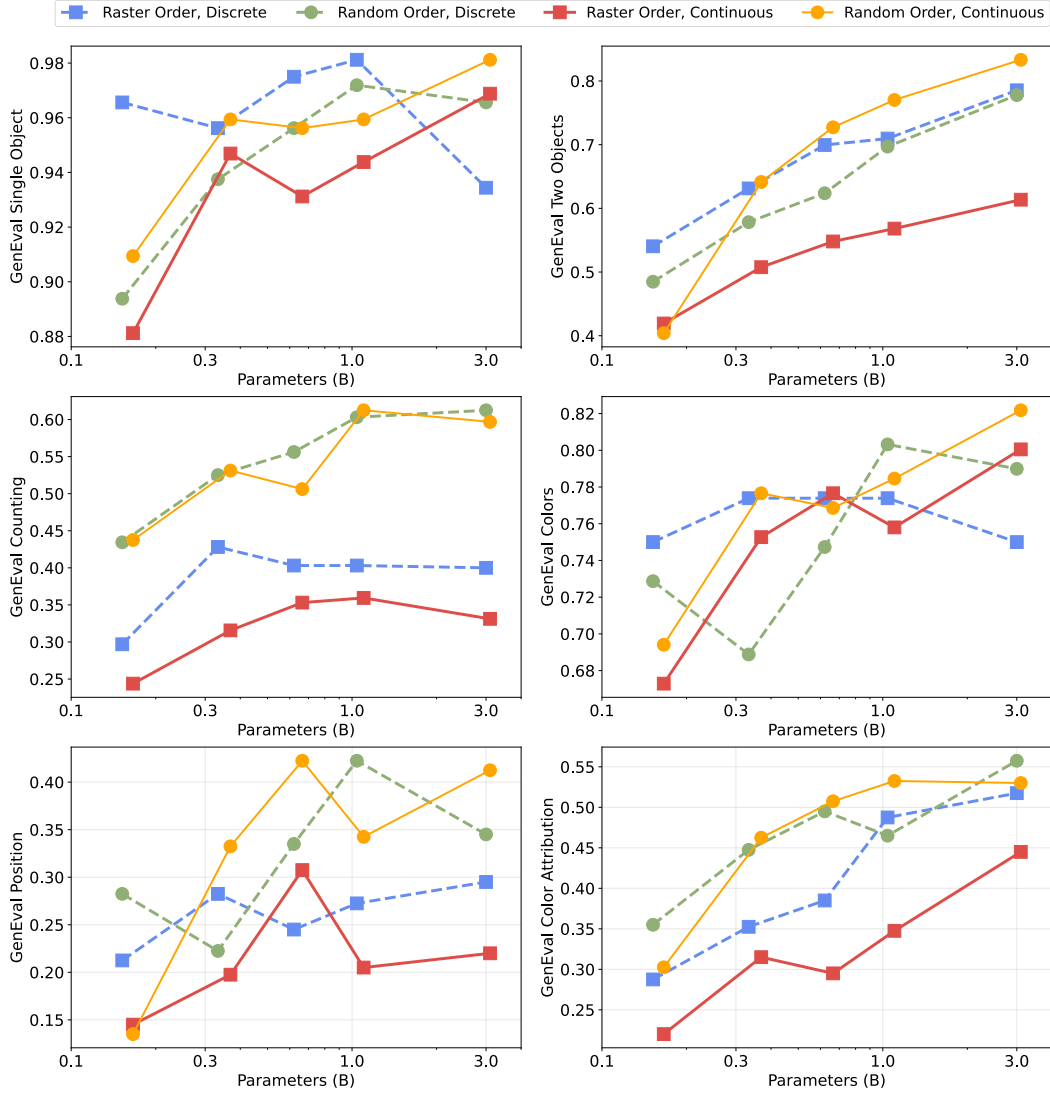 Raster Order, Discrete Random Order, Discrete Raster Order, Continuous Random Order, Continuous
GenEval Single Object
0.98
0.96
0.94
0.92
0.90
0.88
0.1 0.3 1.0 3.0
Parameters (B)
GenEval Two Objects
0.8
0.7
0.6
0.5
0.4
0.1 0.3 1.0 3.0
Parameters (B)
GenEval Counting
0.60
0.55
0.50
0.45
0.40
0.35
0.30
0.25
0.1 0.3 1.0 3.0
Parameters (B)
GenEval Colors
0.82
0.80
0.78
0.76
0.74
0.72
0.70
0.68
0.1 0.3 1.0 3.0
Parameters (B)
GenEval Position
0.40
0.35
0.30
0.25
0.20
0.15
0.1 0.3 1.0 3.0
Parameters (B)
GenEval Color Attribution
0.55
0.50
0.45
0.40
0.35
0.30
0.25
0.1 0.3 1.0 3.0
Parameters (B)